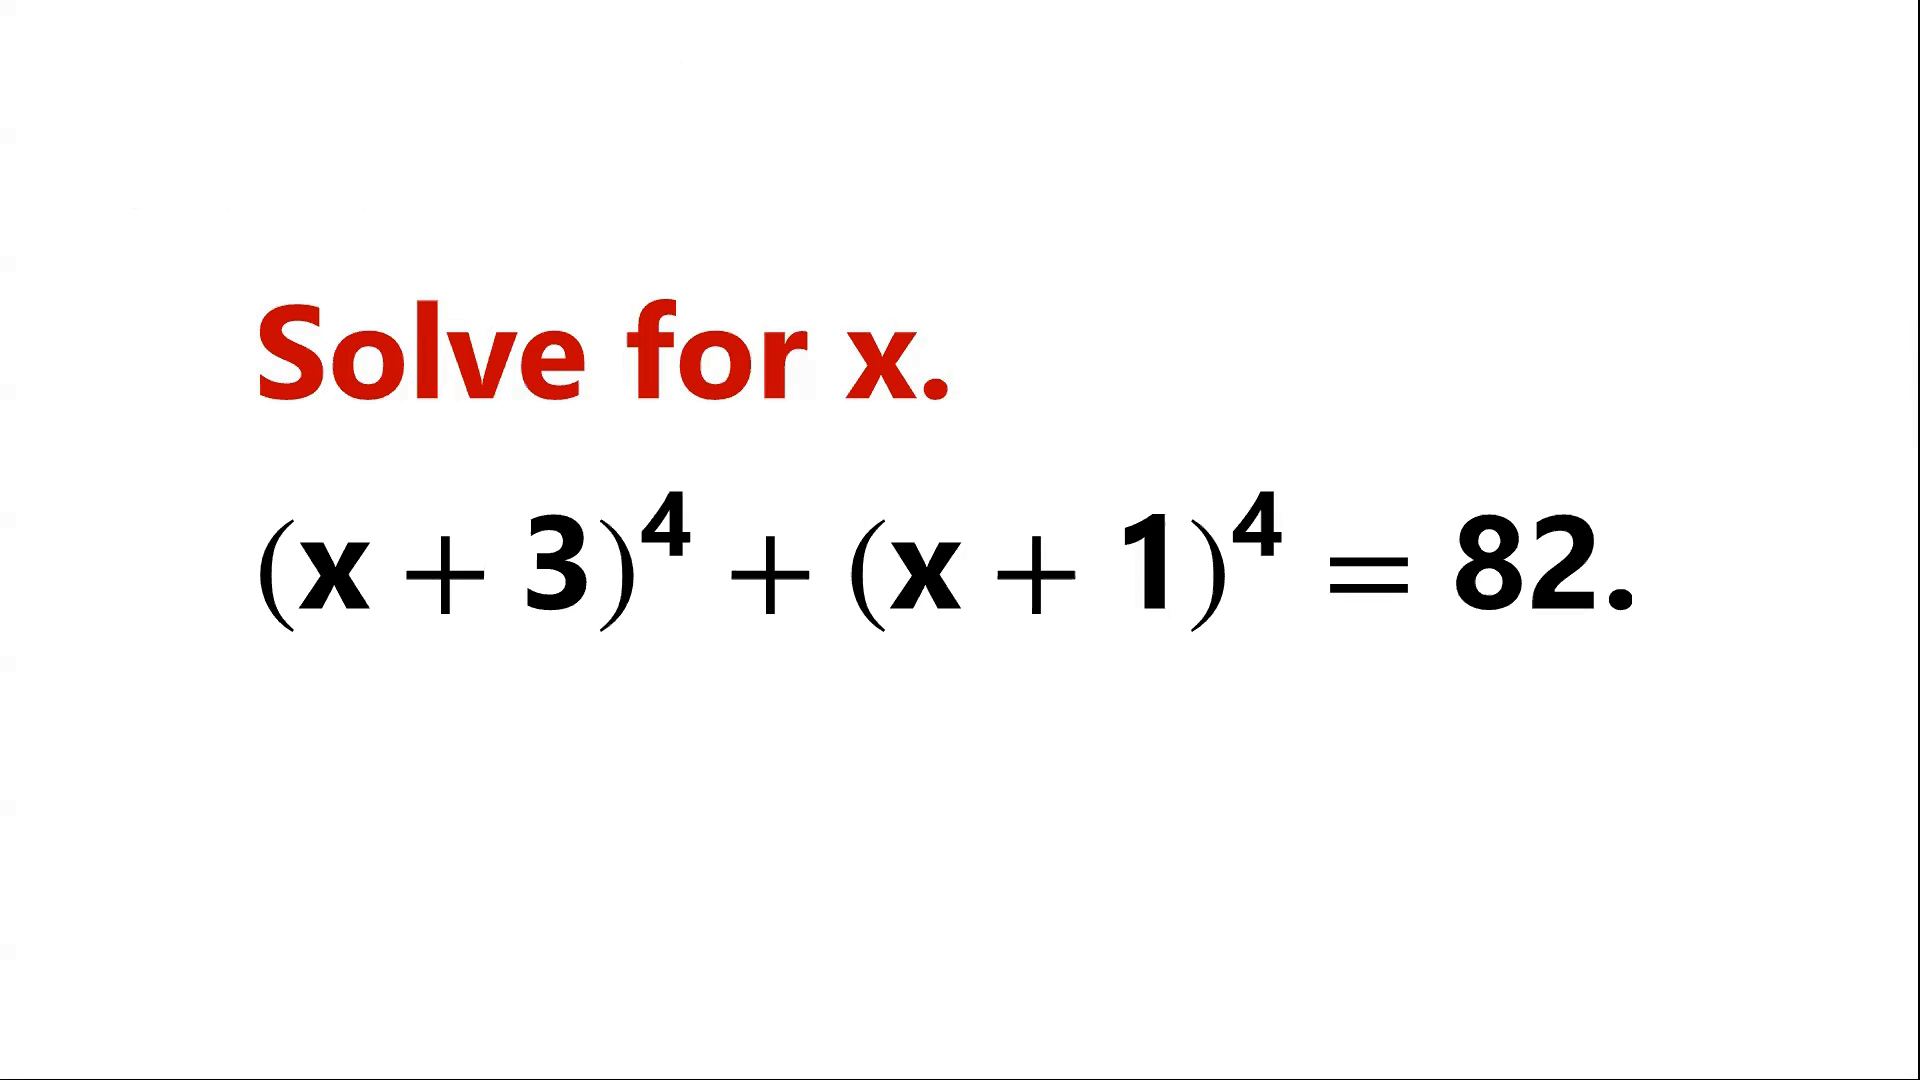 Solve for x.
(x + 3)⁴ + (x + 1)⁴ = 82.